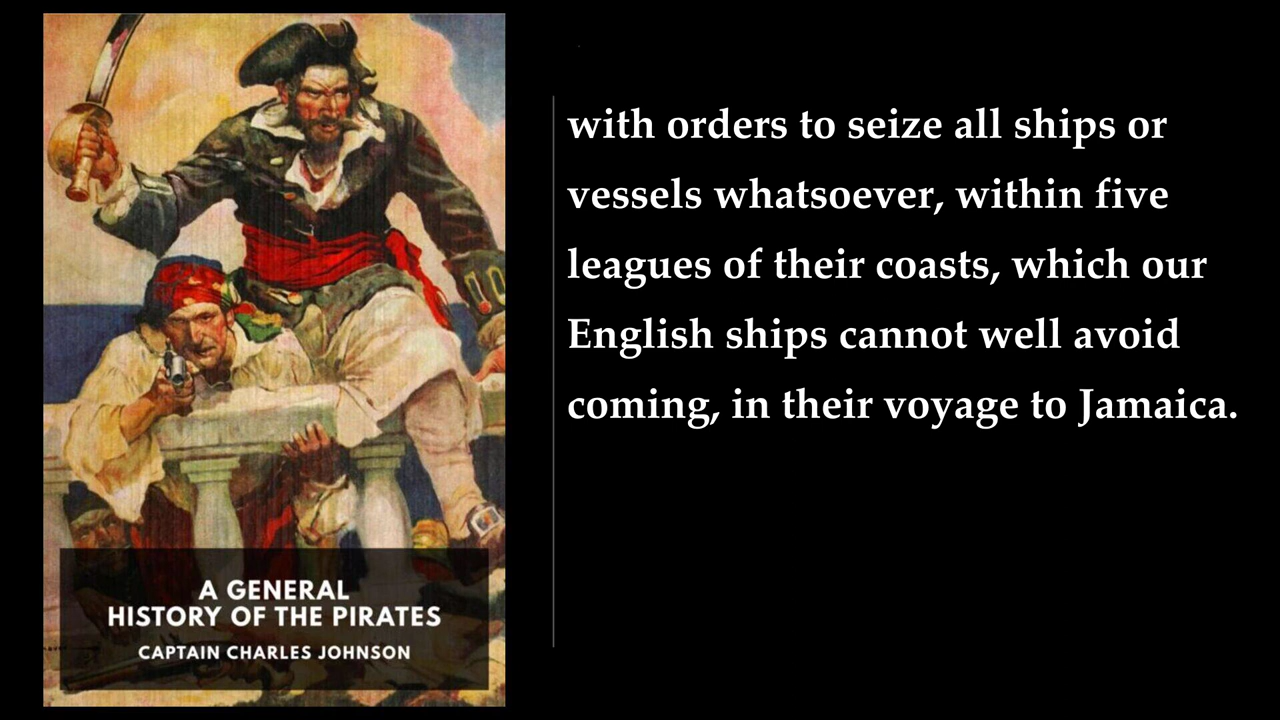 A GENERAL
HISTORY OF THE PIRATES
CAPTAIN CHARLES JOHNSON
with orders to seize all ships or
vessels whatsoever, within five
leagues of their coasts, which our
English ships cannot well avoid
coming, in their voyage to Jamaica.